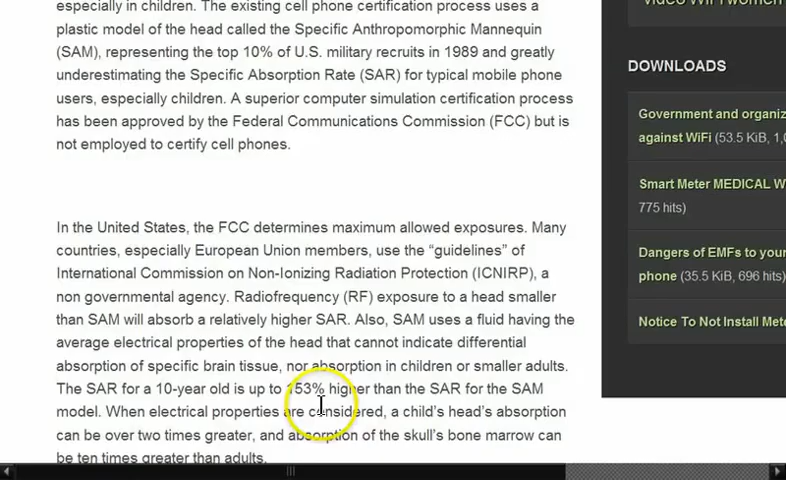 especially in children. The existing cell phone certification process uses a
plastic model of the head called the Specific Anthropomorphic Mannequin
(SAM), representing the top 10% of U.S. military recruits in 1989 and greatly
underestimating the Specific Absorption Rate (SAR) for typical mobile phone
users, especially children. A superior computer simulation certification process
has been approved by the Federal Communications Commission (FCC) but is
not employed to certify cell phones.
In the United States, the FCC determines maximum allowed exposures. Many
countries, especially European Union members, use the “guidelines” of
International Commission on Non-Ionizing Radiation Protection (ICNIRP), a
non governmental agency. Radiofrequency (RF) exposure to a head smaller
than SAM will absorb a relatively higher SAR. Also, SAM uses a fluid having the
average electrical properties of the head that cannot indicate differential
absorption of specific brain tissue, nor absorption in children or smaller adults.
The SAR for a 10-year old is up to 153% higher than the SAR for the SAM
model. When electrical properties are considered, a child’s head’s absorption
can be over two times greater, and absorption of the skull’s bone marrow can
be ten times greater than adults.
DOWNLOADS
Government and organiz
against WiFi (53.5 KiB, 1,0
Smart Meter MEDICAL W
775 hits)
Dangers of EMFs to your
phone (35.5 KiB, 696 hits)
Notice To Not Install Mete